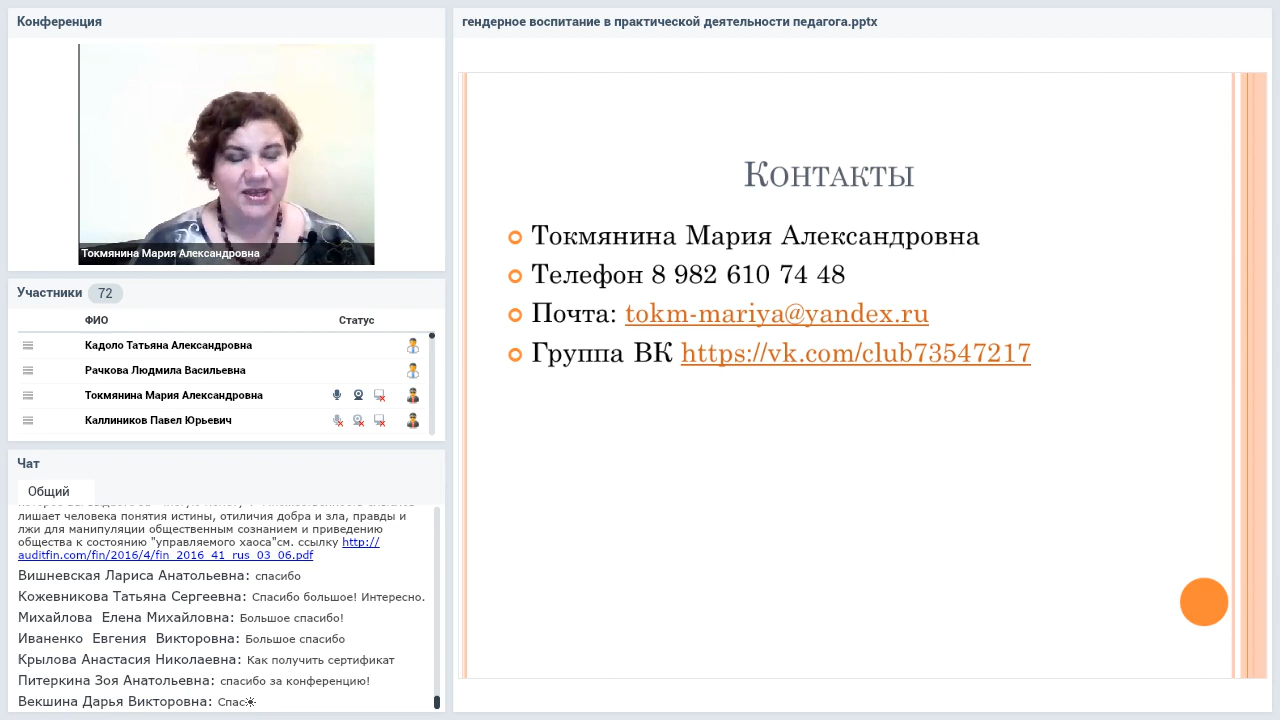 Конференция
Токмянина Мария Александровна
Участники 72
ФИО Статус
Кадоло Татьяна Александровна
Рачкова Людмила Васильевна
Токмянина Мария Александровна
Каллиников Павел Юрьевич
Чат
Общий
лишает человека понятия истины, отиличия добра и зла, правды и
лжи для манипуляции общественным сознанием и приведению
общества к состоянию "управляемого хаоса"см. ссылку http://
auditfin.com/fin/2016/4/fin_2016_41_rus_03_06.pdf
Вишневская Лариса Анатольевна: спасибо
Кожевникова Татьяна Сергеевна: Спасибо большое! Интересно.
Михайлова Елена Михайловна: Большое спасибо!
Иваненко Евгения Викторовна: Большое спасибо
Крылова Анастасия Николаевна: Как получить сертификат
Питеркина Зоя Анатольевна: спасибо за конференцию!
Векшина Дарья Викторовна: Спас☀
гендерное воспитание в практической деятельности педагога.pptx
Контакты
Токмянина Мария Александровна
Телефон 8 982 610 74 48
Почта: tokm-mariya@yandex.ru
Группа ВК https://vk.com/club73547217